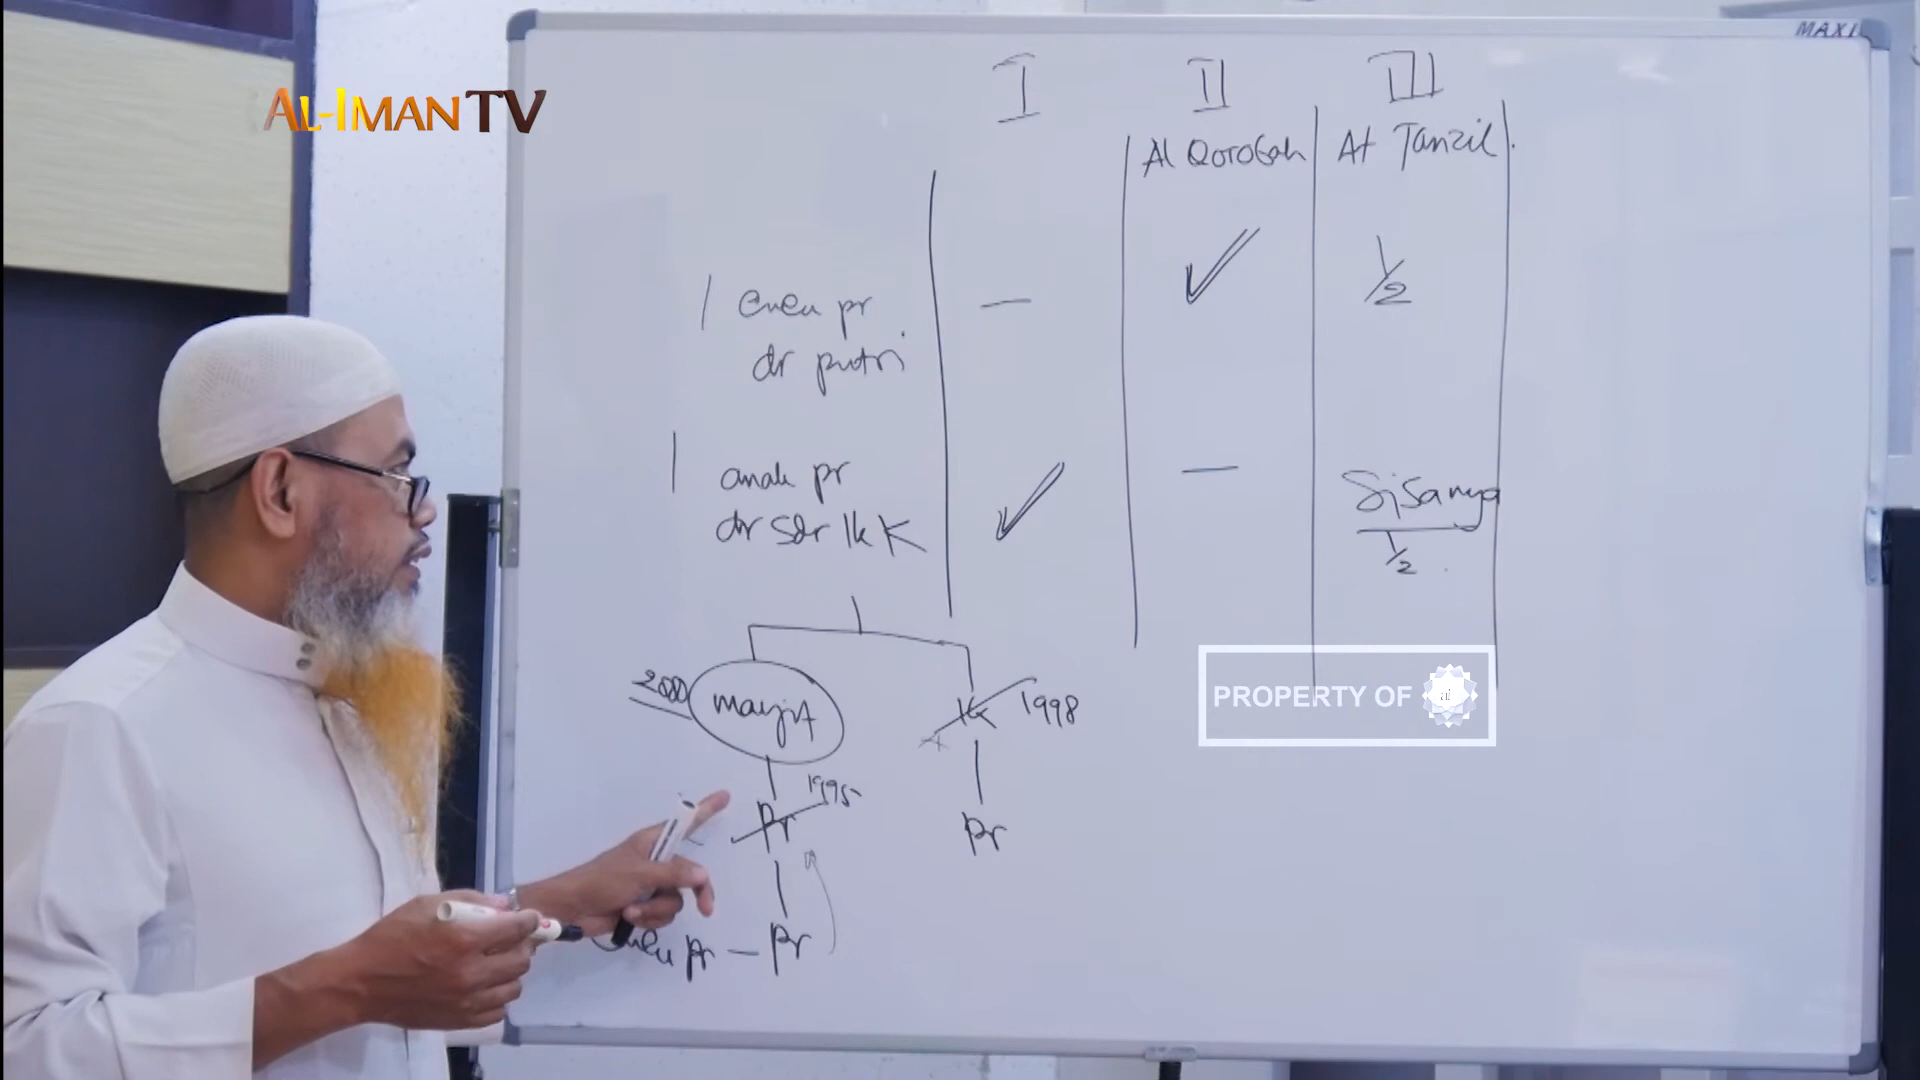 MAXI
AL-IMAN TV
I II III
Al Qorobah At Tanzil
1 cucu pr — ✓ 1/2
dr putri
1 anak pr ✓ — Sisanya
dr sdr lk K 1/2
2000 mayit lk 1998
pr 1995 pr
cucu pr — pr
PROPERTY OF